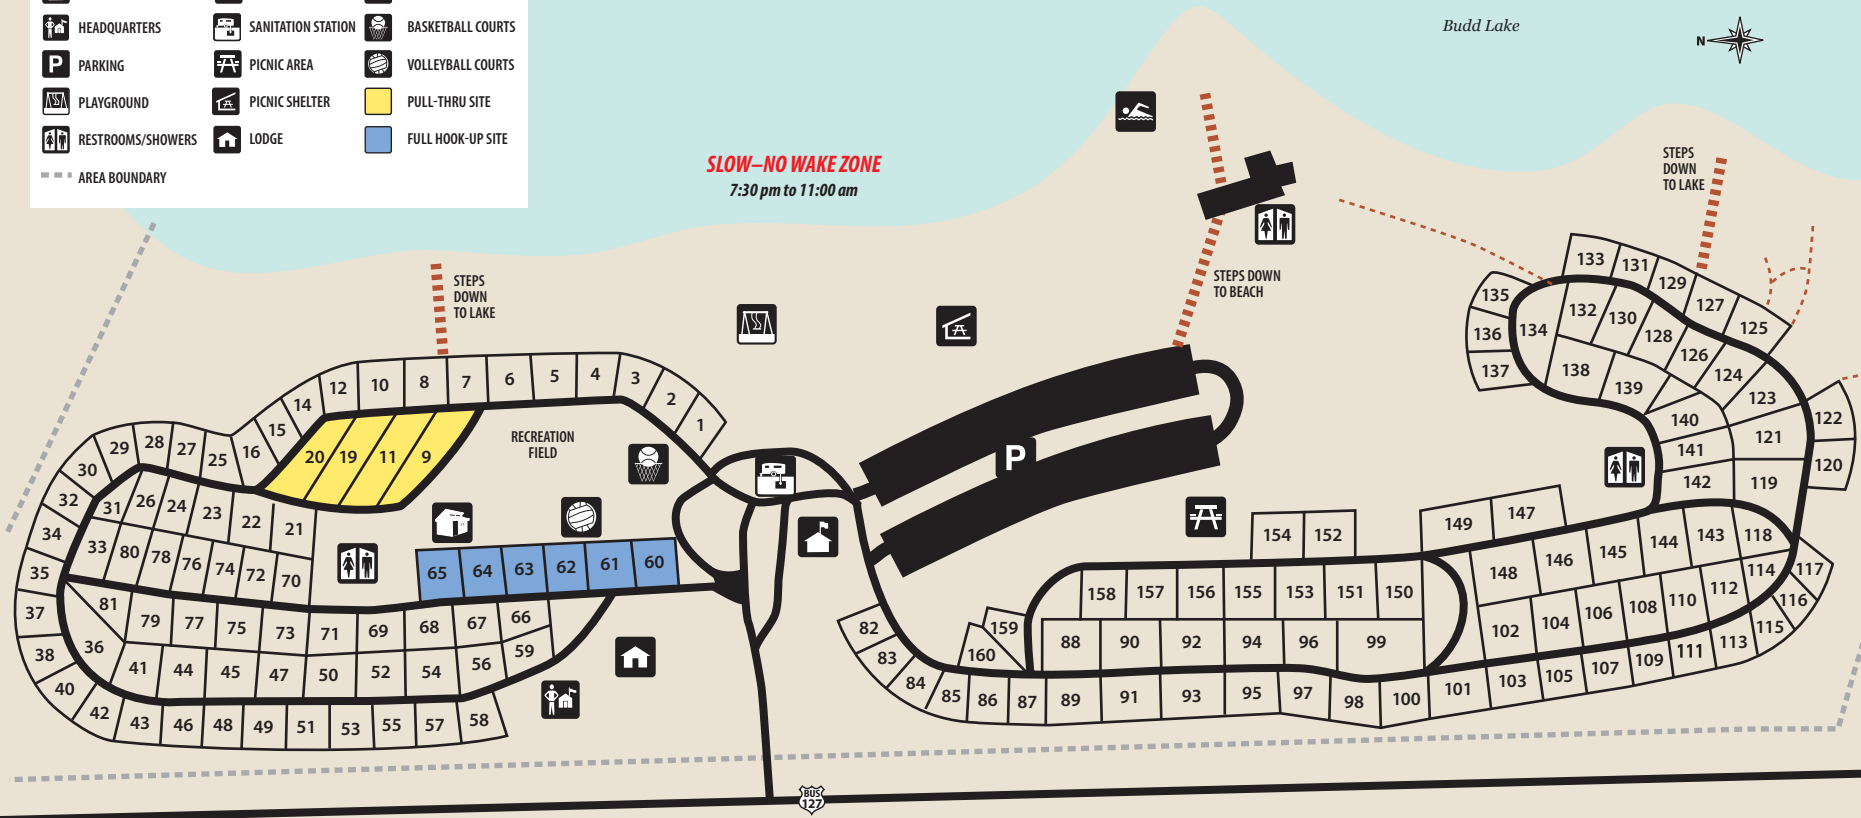 HEADQUARTERS
SANITATION STATION
BASKETBALL COURTS
P
PARKING
PICNIC AREA
VOLLEYBALL COURTS
PLAYGROUND
PICNIC SHELTER
PULL-THRU SITE
RESTROOMS/SHOWERS
LODGE
FULL HOOK-UP SITE
AREA BOUNDARY
Budd Lake
N
SLOW–NO WAKE ZONE
7:30 pm to 11:00 am
STEPS
DOWN
TO LAKE
STEPS DOWN
TO BEACH
STEPS
DOWN
TO LAKE
RECREATION
FIELD
P
12 10 8 7 6 5 4 3 2 1
14 15 16
20 19 11 9
29 28 27 25
30 32 34 35 37 38 40 42
31 26 24 23 22 21
33 80 78 76 74 72 70
65 64 63 62 61 60
81 79 77 75 73 71 69 68 67 66
36 41 44 45 47 50 52 54 56 59
43 46 48 49 51 53 55 57 58
82 83 84 85 86 87 89 91 93 95 97 98 100 101 103 105 107 109 111 113 115 116 117
159 160
88 90 92 94 96 99
158 157 156 155 153 151 150
154 152
149 147
148 146 145 144 143 118
102 104 106 108 110 112 114
133 131 129 127 125
135 136 137
134 132 130 128 126 124 123
138 139 140 141 142
122 121 120 119
BUS
127